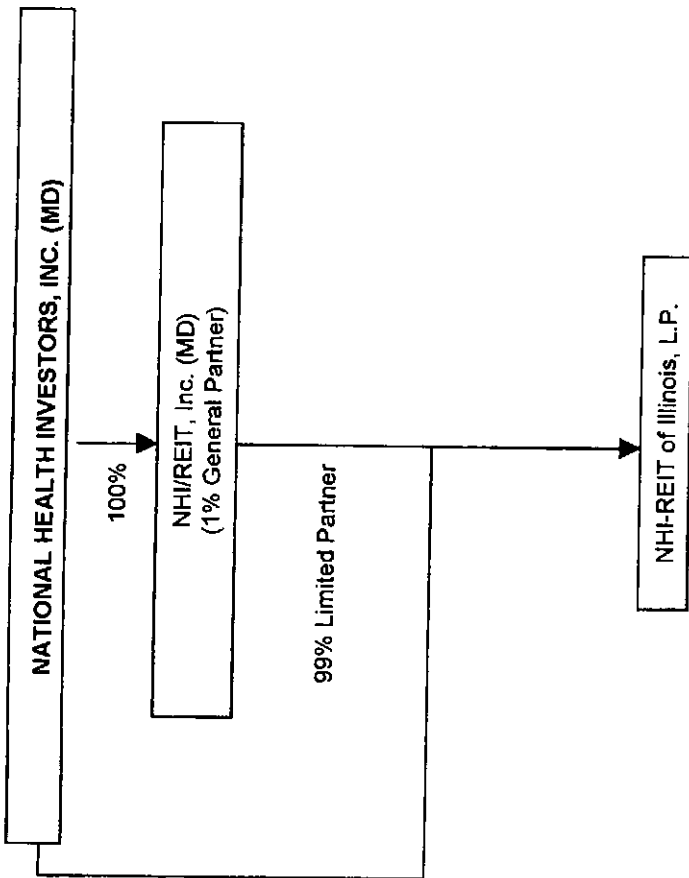 NATIONAL HEALTH INVESTORS, INC. (MD)
100%
NHI/REIT, Inc. (MD)
(1% General Partner)
99% Limited Partner
NHI-REIT of Illinois, L.P.